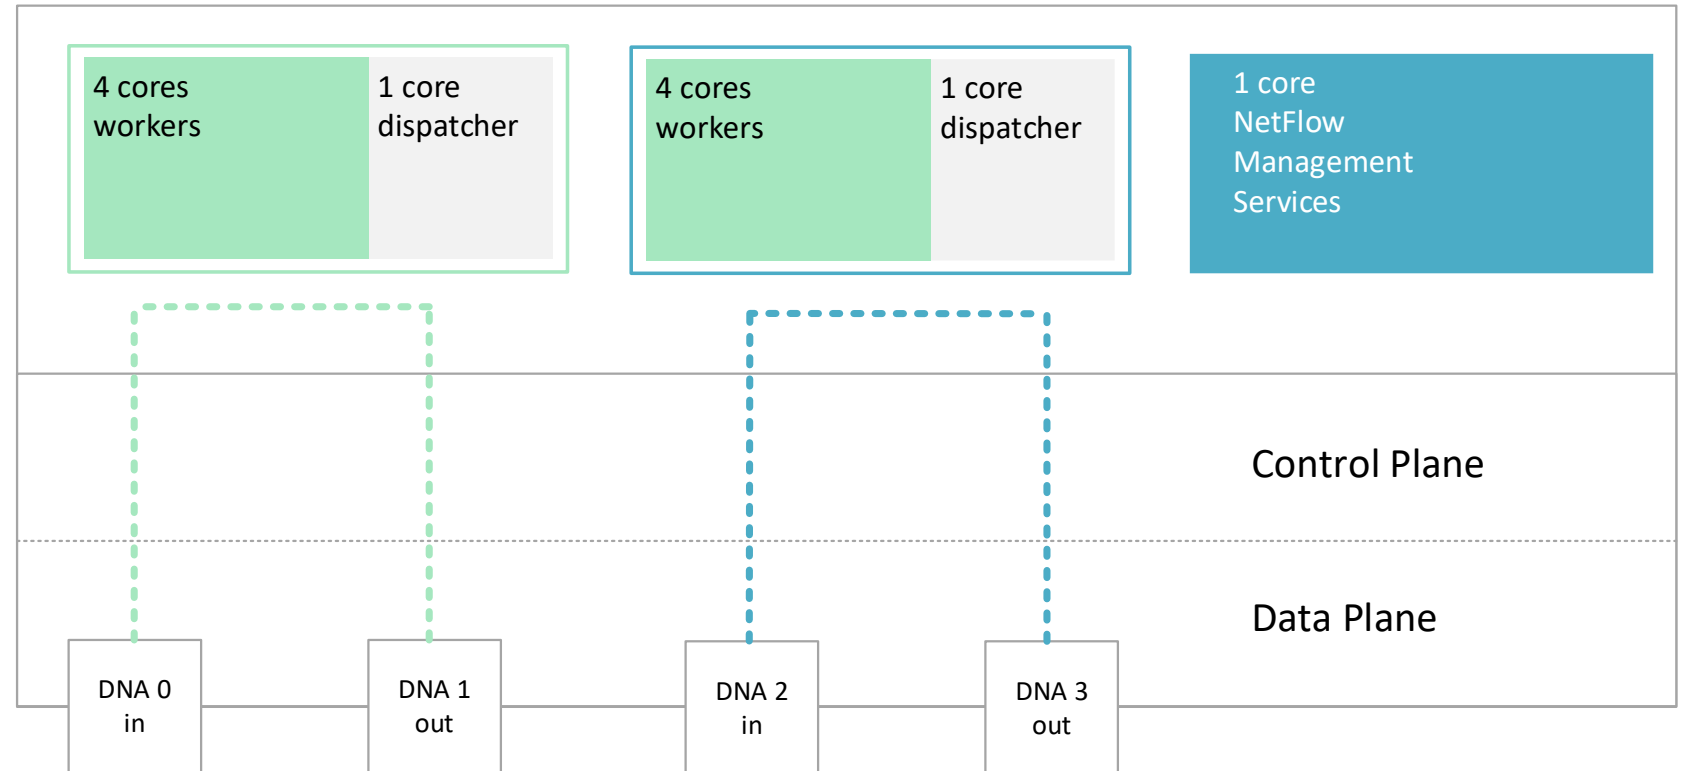 4 cores
workers
1 core
dispatcher
4 cores
workers
1 core
dispatcher
1 core
NetFlow
Management
Services
Control Plane
Data Plane
DNA 0
in
DNA 1
out
DNA 2
in
DNA 3
out